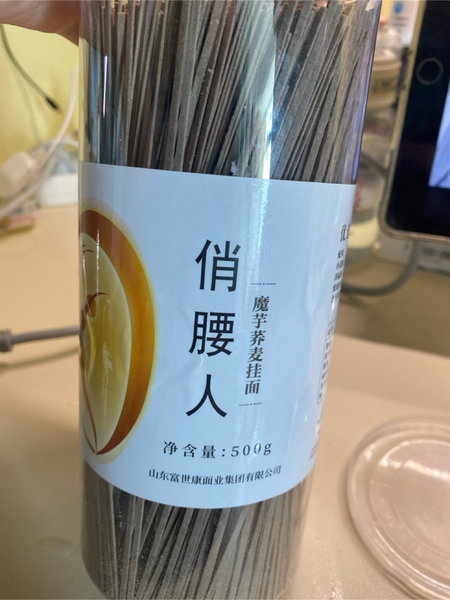 俏腰人
魔芋荞麦挂面
净含量:500g
山东富世康面业集团有限公司